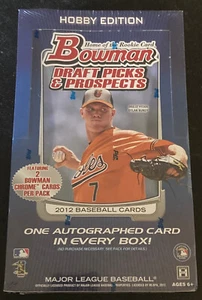 HOBBY EDITION
Home of the Rookie Card
Bowman
DRAFT PICKS
& PROSPECTS
FEATURING
2
BOWMAN
CHROME CARDS
PER PACK
7
2012 BASEBALL CARDS
ONE AUTOGRAPHED CARD
IN EVERY BOX!
MAJOR LEAGUE BASEBALL
H
AGES 6+